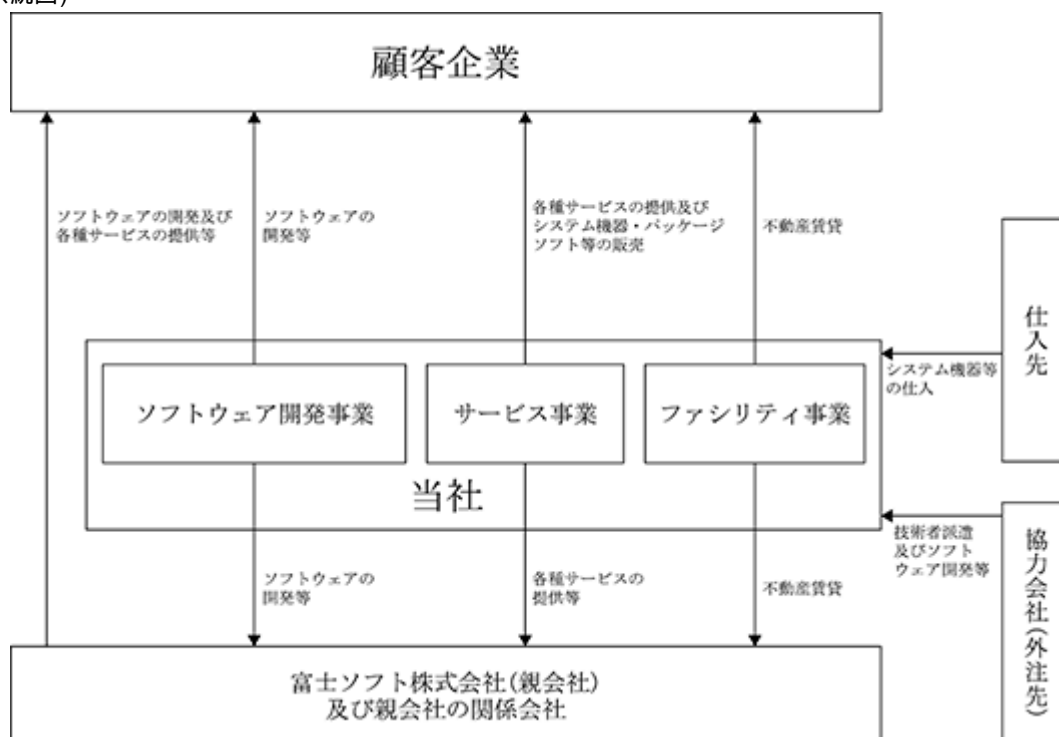 顧客企業
ソフトウェアの開発及び
各種サービスの提供等
ソフトウェアの
開発等
各種サービスの提供及び
システム機器・パッケージ
ソフト等の販売
不動産賃貸
仕入先
システム機器等
の仕入
ソフトウェア開発事業
サービス事業
ファシリティ事業
当社
技術者派遣
及びソフト
ウェア開発等
協力会社(外注先)
ソフトウェアの
開発等
各種サービスの
提供等
不動産賃貸
富士ソフト株式会社(親会社)
及び親会社の関係会社